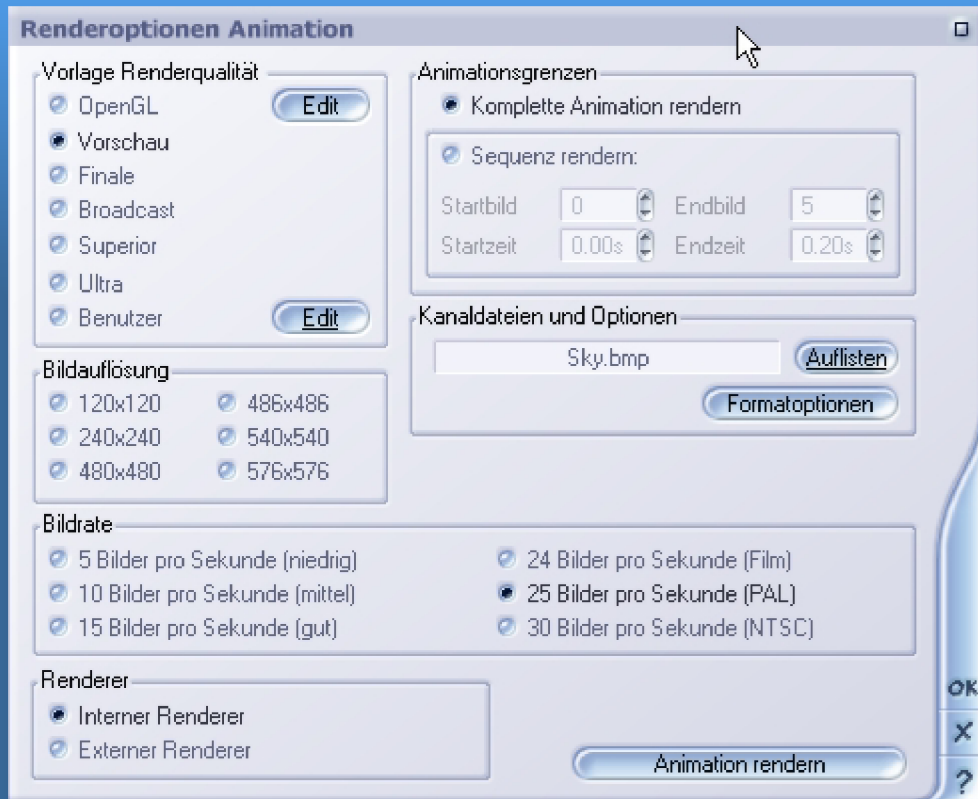 Renderoptionen Animation
Vorlage Renderqualität
OpenGL
Edit
Vorschau
Finale
Broadcast
Superior
Ultra
Benutzer
Edit
Animationsgrenzen
Komplette Animation rendern
Sequenz rendern:
Startbild 0 Endbild 5
Startzeit 0.00s Endzeit 0.20s
Kanaldateien und Optionen
Sky.bmp Auflisten
Formatoptionen
Bildauflösung
120x120 486x486
240x240 540x540
480x480 576x576
Bildrate
5 Bilder pro Sekunde (niedrig) 24 Bilder pro Sekunde (Film)
10 Bilder pro Sekunde (mittel) 25 Bilder pro Sekunde (PAL)
15 Bilder pro Sekunde (gut) 30 Bilder pro Sekunde (NTSC)
Renderer
Interner Renderer
Externer Renderer
Animation rendern
OK
X
?